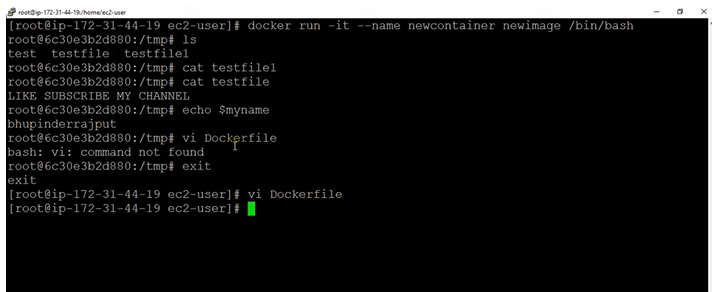 root@ip-172-31-44-19:/home/ec2-user
[root@ip-172-31-44-19 ec2-user]# docker run -it --name newcontainer newimage /bin/bash
root@6c30e3b2d880:/tmp# ls
test  testfile  testfile1
root@6c30e3b2d880:/tmp# cat testfile1
root@6c30e3b2d880:/tmp# cat testfile
LIKE SUBSCRIBE MY CHANNEL
root@6c30e3b2d880:/tmp# echo $myname
bhupinderrajput
root@6c30e3b2d880:/tmp# vi Dockerfile
bash: vi: command not found
root@6c30e3b2d880:/tmp# exit
exit
[root@ip-172-31-44-19 ec2-user]# vi Dockerfile
[root@ip-172-31-44-19 ec2-user]#